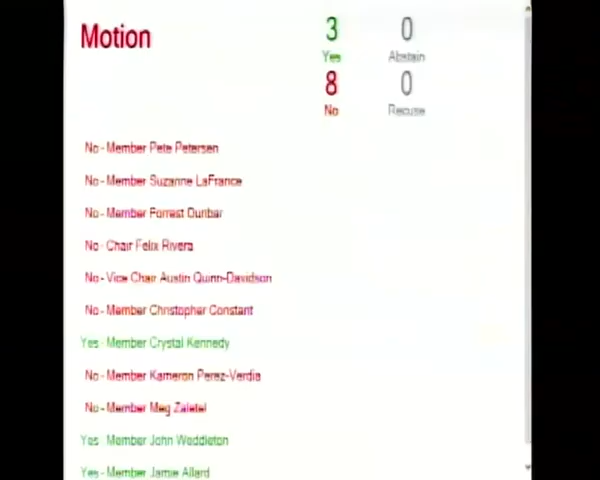 Motion
3 0
Yes Abstain
8 0
No Recuse
No - Member Pete Petersen
No - Member Suzanne LaFrance
No - Member Forrest Dunbar
No - Chair Felix Rivera
No - Vice Chair Austin Quinn-Davidson
No - Member Christopher Constant
Yes - Member Crystal Kennedy
No - Member Kameron Perez-Verdia
No - Member Meg Zaletel
Yes - Member John Weddleton
Yes - Member Jamie Allard